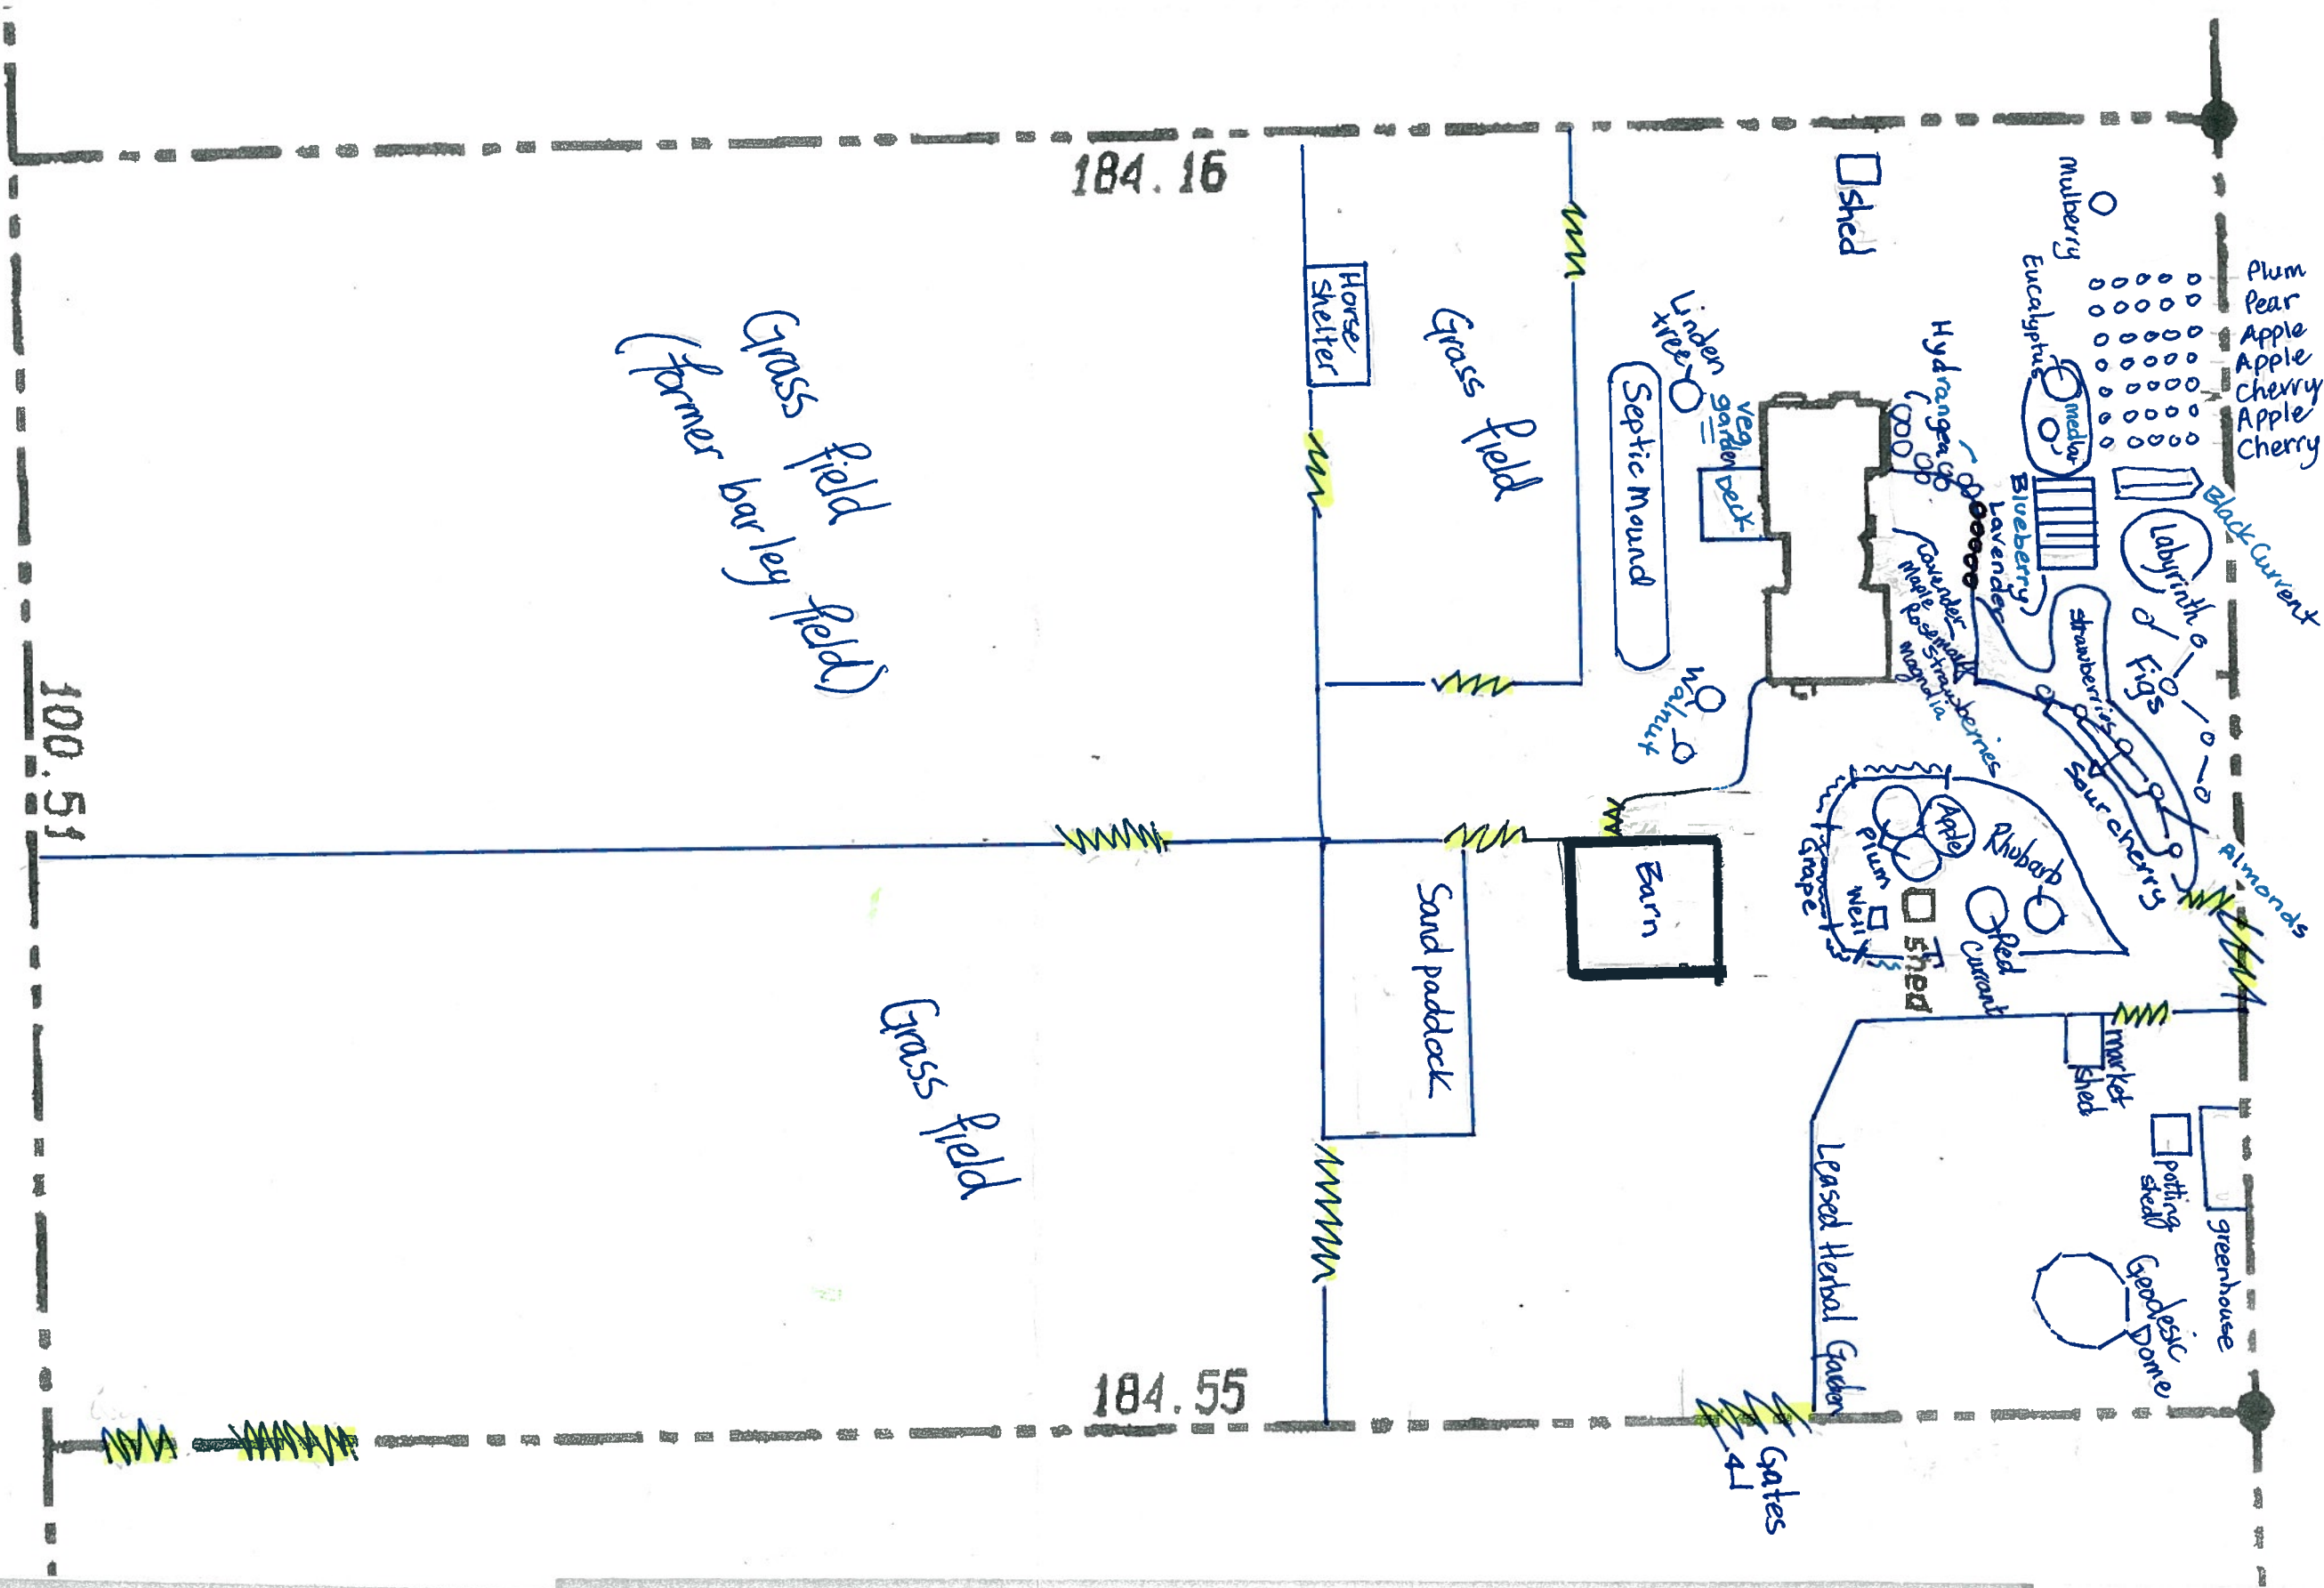 184.16
Shed
Mulberry
Eucalyptus
medlar
Plum
Pear
Apple
Apple
Cherry
Apple
Cherry
Black Current
Labyrinth
Figs
Almonds
Hydrangea
Lavender
Blueberry
Strawberries
Sour cherry
Lavender
Maple
Rose
Strawberries
magnolia
Linden
tree
veg
garden
Deck
Septic Mound
Walnut
Horse
Shelter
Grass field
Grass field
(former barley field)
100.51
Barn
Sand paddock
Grass field
Apple
Plum
Rhubarb
Grape
Well
Shed
Red
Currant
market
shed
potting
shed
greenhouse
Geodesic
Dome
Leased Herbal Garden
184.55
Gates